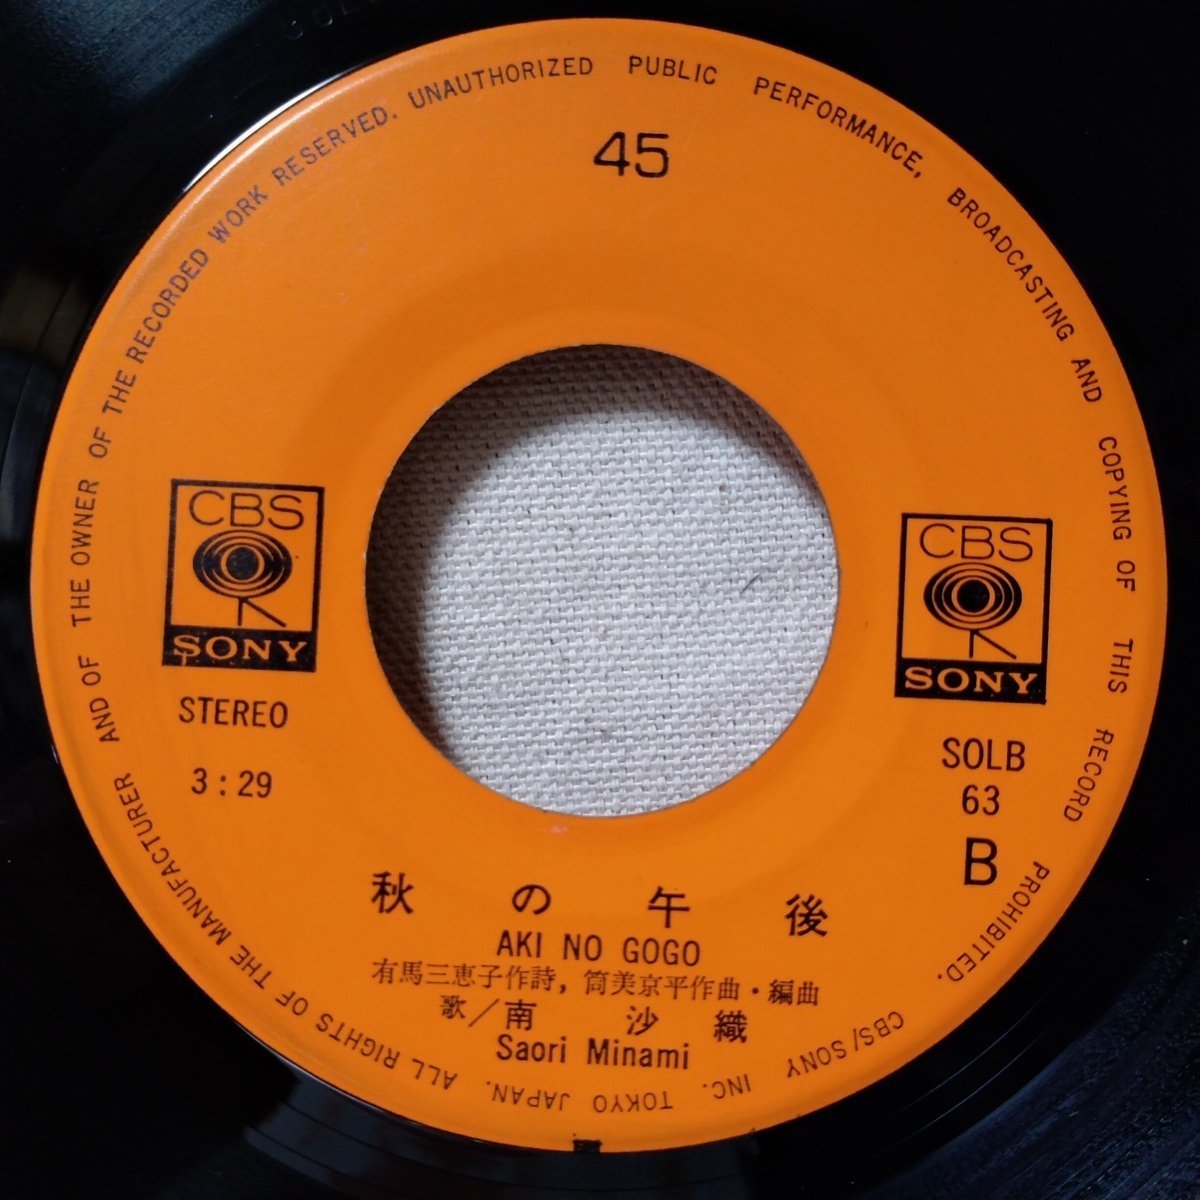 45
CBS
SONY
STEREO
3:29
CBS
SONY
SOLB
63
B
秋の午後
AKI NO GOGO
有馬三恵子作詩，筒美京平作曲・編曲
歌／南 沙織
Saori Minami
CBS/SONY INC. TOKYO JAPAN. ALL RIGHTS OF THE MANUFACTURER AND OF THE OWNER OF THE RECORDED WORK RESERVED. UNAUTHORIZED PUBLIC PERFORMANCE, BROADCASTING AND COPYING OF THIS RECORD PROHIBITED.